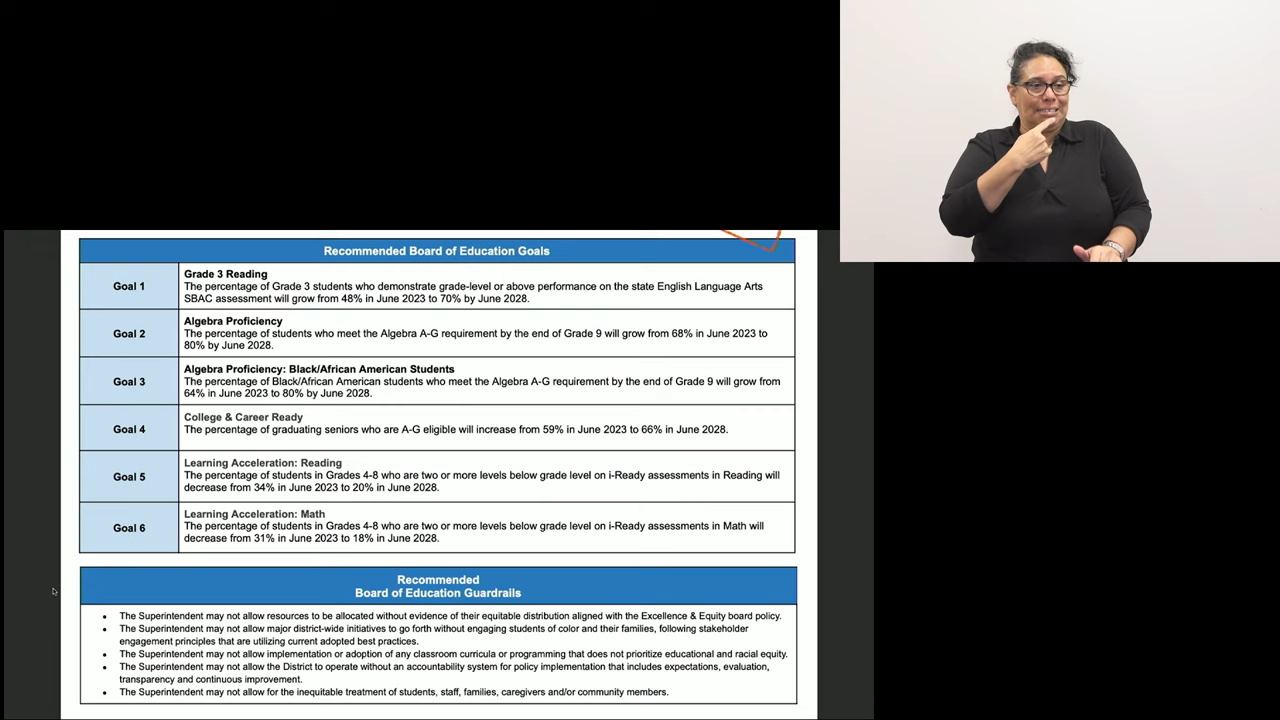 Recommended Board of Education Goals
Goal 1
Grade 3 Reading
The percentage of Grade 3 students who demonstrate grade-level or above performance on the state English Language Arts
SBAC assessment will grow from 48% in June 2023 to 70% by June 2028.
Goal 2
Algebra Proficiency
The percentage of students who meet the Algebra A-G requirement by the end of Grade 9 will grow from 68% in June 2023 to
80% by June 2028.
Goal 3
Algebra Proficiency: Black/African American Students
The percentage of Black/African American students who meet the Algebra A-G requirement by the end of Grade 9 will grow from
64% in June 2023 to 80% by June 2028.
Goal 4
College & Career Ready
The percentage of graduating seniors who are A-G eligible will increase from 59% in June 2023 to 66% in June 2028.
Goal 5
Learning Acceleration: Reading
The percentage of students in Grades 4-8 who are two or more levels below grade level on i-Ready assessments in Reading will
decrease from 34% in June 2023 to 20% in June 2028.
Goal 6
Learning Acceleration: Math
The percentage of students in Grades 4-8 who are two or more levels below grade level on i-Ready assessments in Math will
decrease from 31% in June 2023 to 18% in June 2028.
Recommended
Board of Education Guardrails
• The Superintendent may not allow resources to be allocated without evidence of their equitable distribution aligned with the Excellence & Equity board policy.
• The Superintendent may not allow major district-wide initiatives to go forth without engaging students of color and their families, following stakeholder
engagement principles that are utilizing current adopted best practices.
• The Superintendent may not allow implementation or adoption of any classroom curricula or programming that does not prioritize educational and racial equity.
• The Superintendent may not allow the District to operate without an accountability system for policy implementation that includes expectations, evaluation,
transparency and continuous improvement.
• The Superintendent may not allow for the inequitable treatment of students, staff, families, caregivers and/or community members.